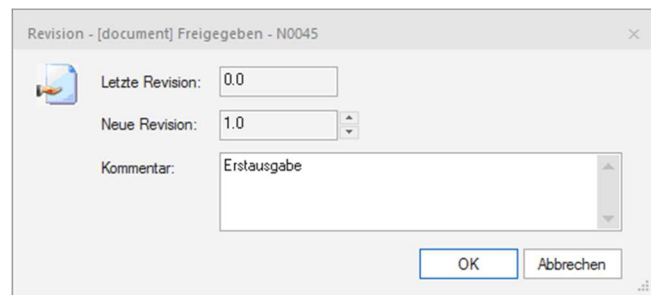 Revision - [document] Freigegeben - N0045
Letzte Revision: 0.0
Neue Revision: 1.0
Kommentar: Erstausgabe
OK Abbrechen